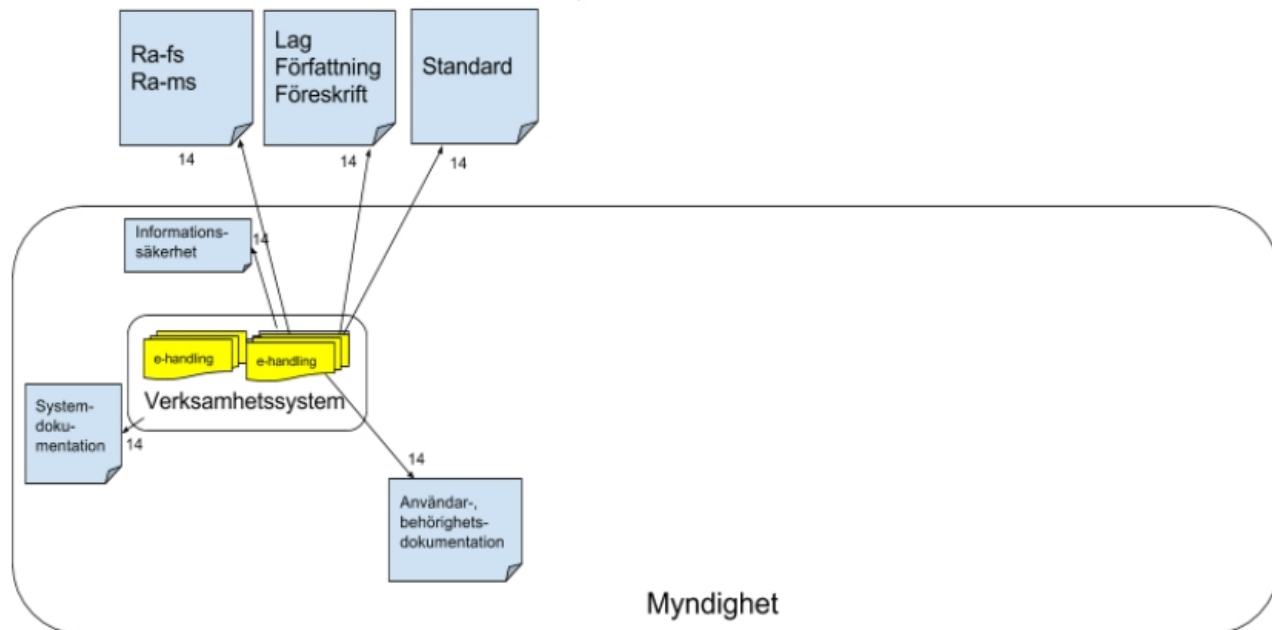 Ra-fs
Ra-ms
Lag
Författning
Föreskrift
Standard
14
14
14
Informations-
säkerhet
14
e-handling
e-handling
Verksamhetssystem
System-
doku-
mentation
14
14
Användar-,
behörighets-
dokumentation
Myndighet